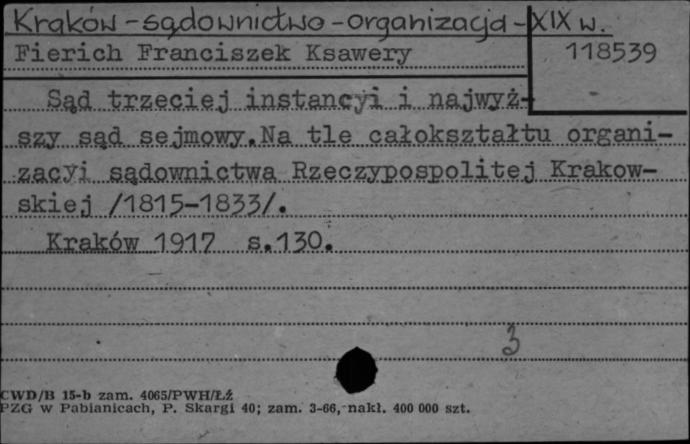 Kraków - sądownictwo - organizacja - XIX w.
Fierich Franciszek Ksawery 118539
Sąd trzeciej instancyi i najwyż-
szy sąd sejmowy.Na tle całokształtu organi-
zacyi sądownictwa Rzeczypospolitej Krakow-
skiej /1815-1833/.
Kraków 1917 s.130.
3
CWD/B 15-b zam. 4065/PWH/Łź
PZG w Pabianicach, P. Skargi 40; zam. 3-66, nakł. 400 000 szt.